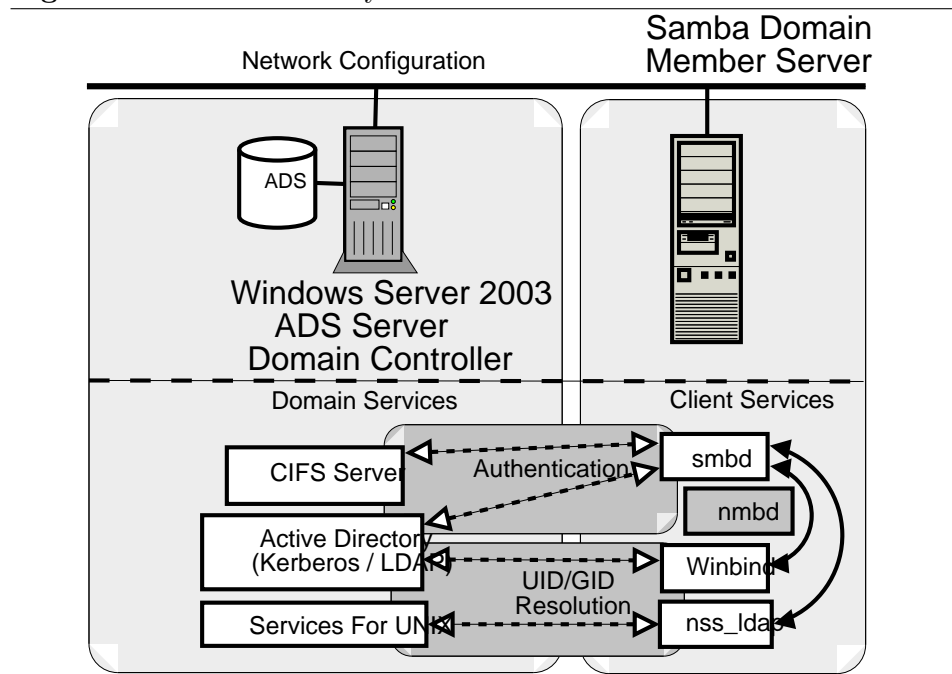 Samba Domain
Member Server
Network Configuration
ADS
Windows Server 2003
ADS Server
Domain Controller
Domain Services
Client Services
CIFS Server
Authentication
smbd
nmbd
Active Directory
(Kerberos / LDAP)
UID/GID
Resolution
Winbind
Services For UNIX
nss_ldap